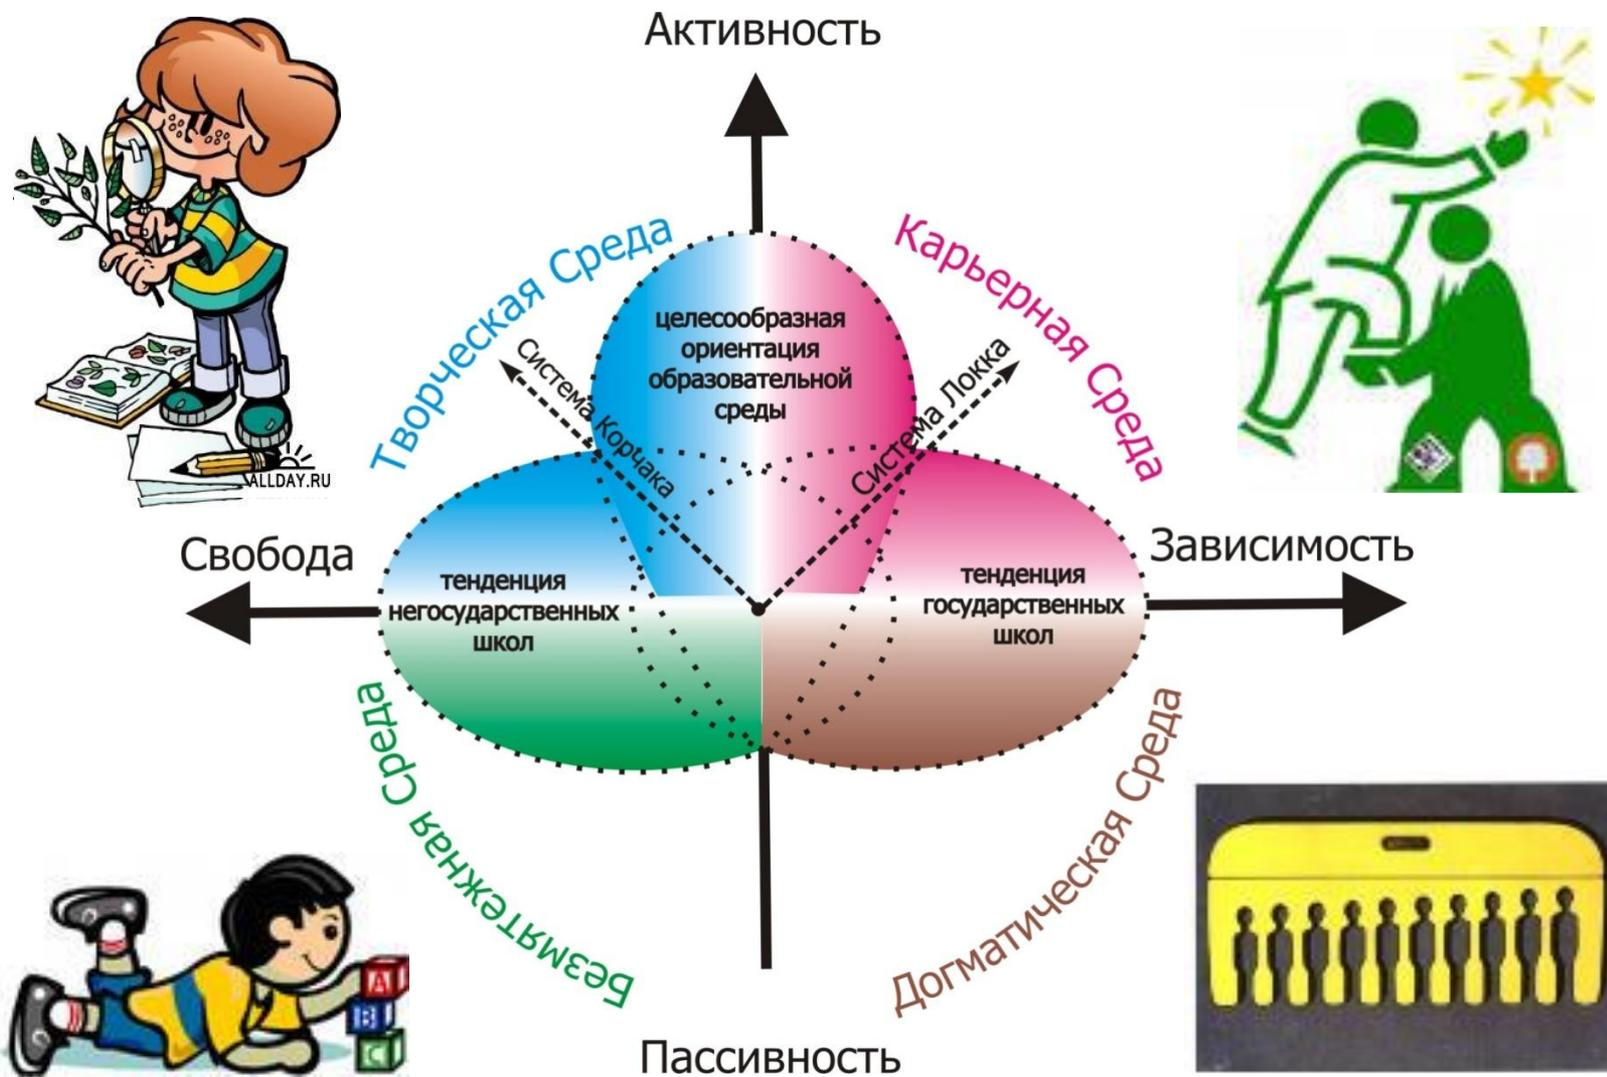 Активность
Творческая Среда
Карьерная Среда
целесообразная
ориентация
образовательной
среды
Система Корчака
Система Локка
ALLDAY.RU
Свобода
Зависимость
тенденция
негосударственных
школ
тенденция
государственных
школ
Безмятежная Среда
Догматическая Среда
A
B
C
Пассивность